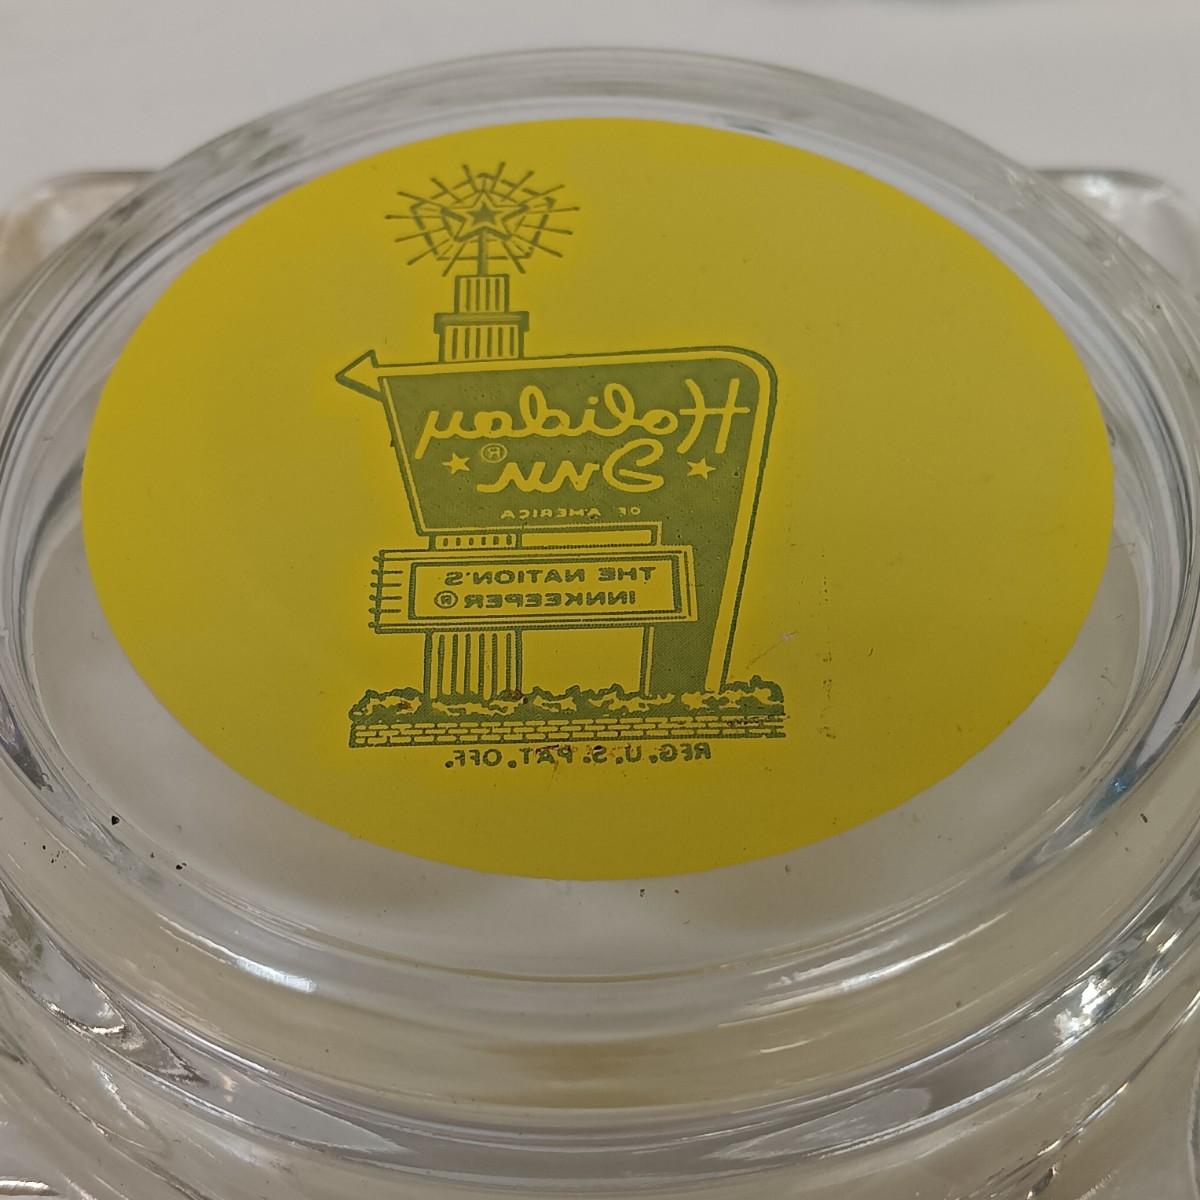 Holiday
Inn®
OF AMERICA
THE NATION'S
INNKEEPER®
REG. U.S. PAT. OFF.